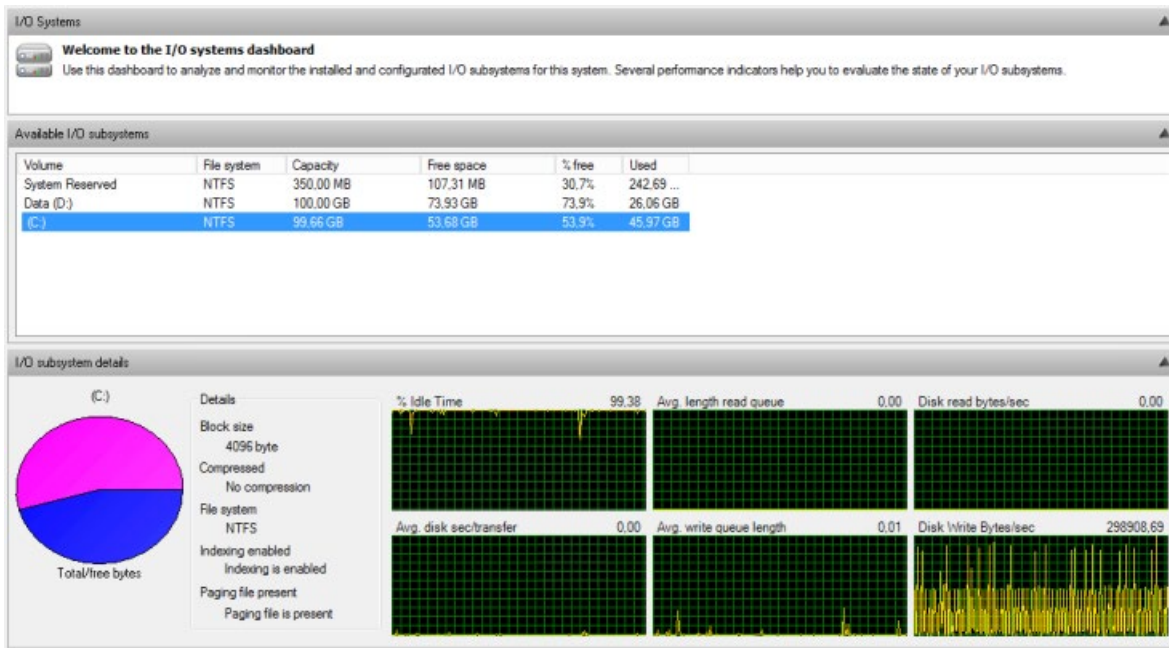 I/O Systems
Welcome to the I/O systems dashboard
Use this dashboard to analyze and monitor the installed and configurated I/O subsystems for this system. Several performance indicators help you to evaluate the state of your I/O subsystems.
Available I/O subsystems
Volume File system Capacity Free space % free Used
System Reserved NTFS 350,00 MB 107,31 MB 30,7% 242,69 ...
Data (D:) NTFS 100,00 GB 73,93 GB 73,9% 26,06 GB
(C:) NTFS 99,66 GB 53,68 GB 53,9% 45,97 GB
I/O subsystem details
(C:)
Total/free bytes
Details
Block size
4096 byte
Compressed
No compression
File system
NTFS
Indexing enabled
Indexing is enabled
Paging file present
Paging file is present
% Idle Time 99,38
Avg. length read queue 0,00
Disk read bytes/sec 0,00
Avg. disk sec/transfer 0,00
Avg. write queue length 0,01
Disk Write Bytes/sec 298908,69